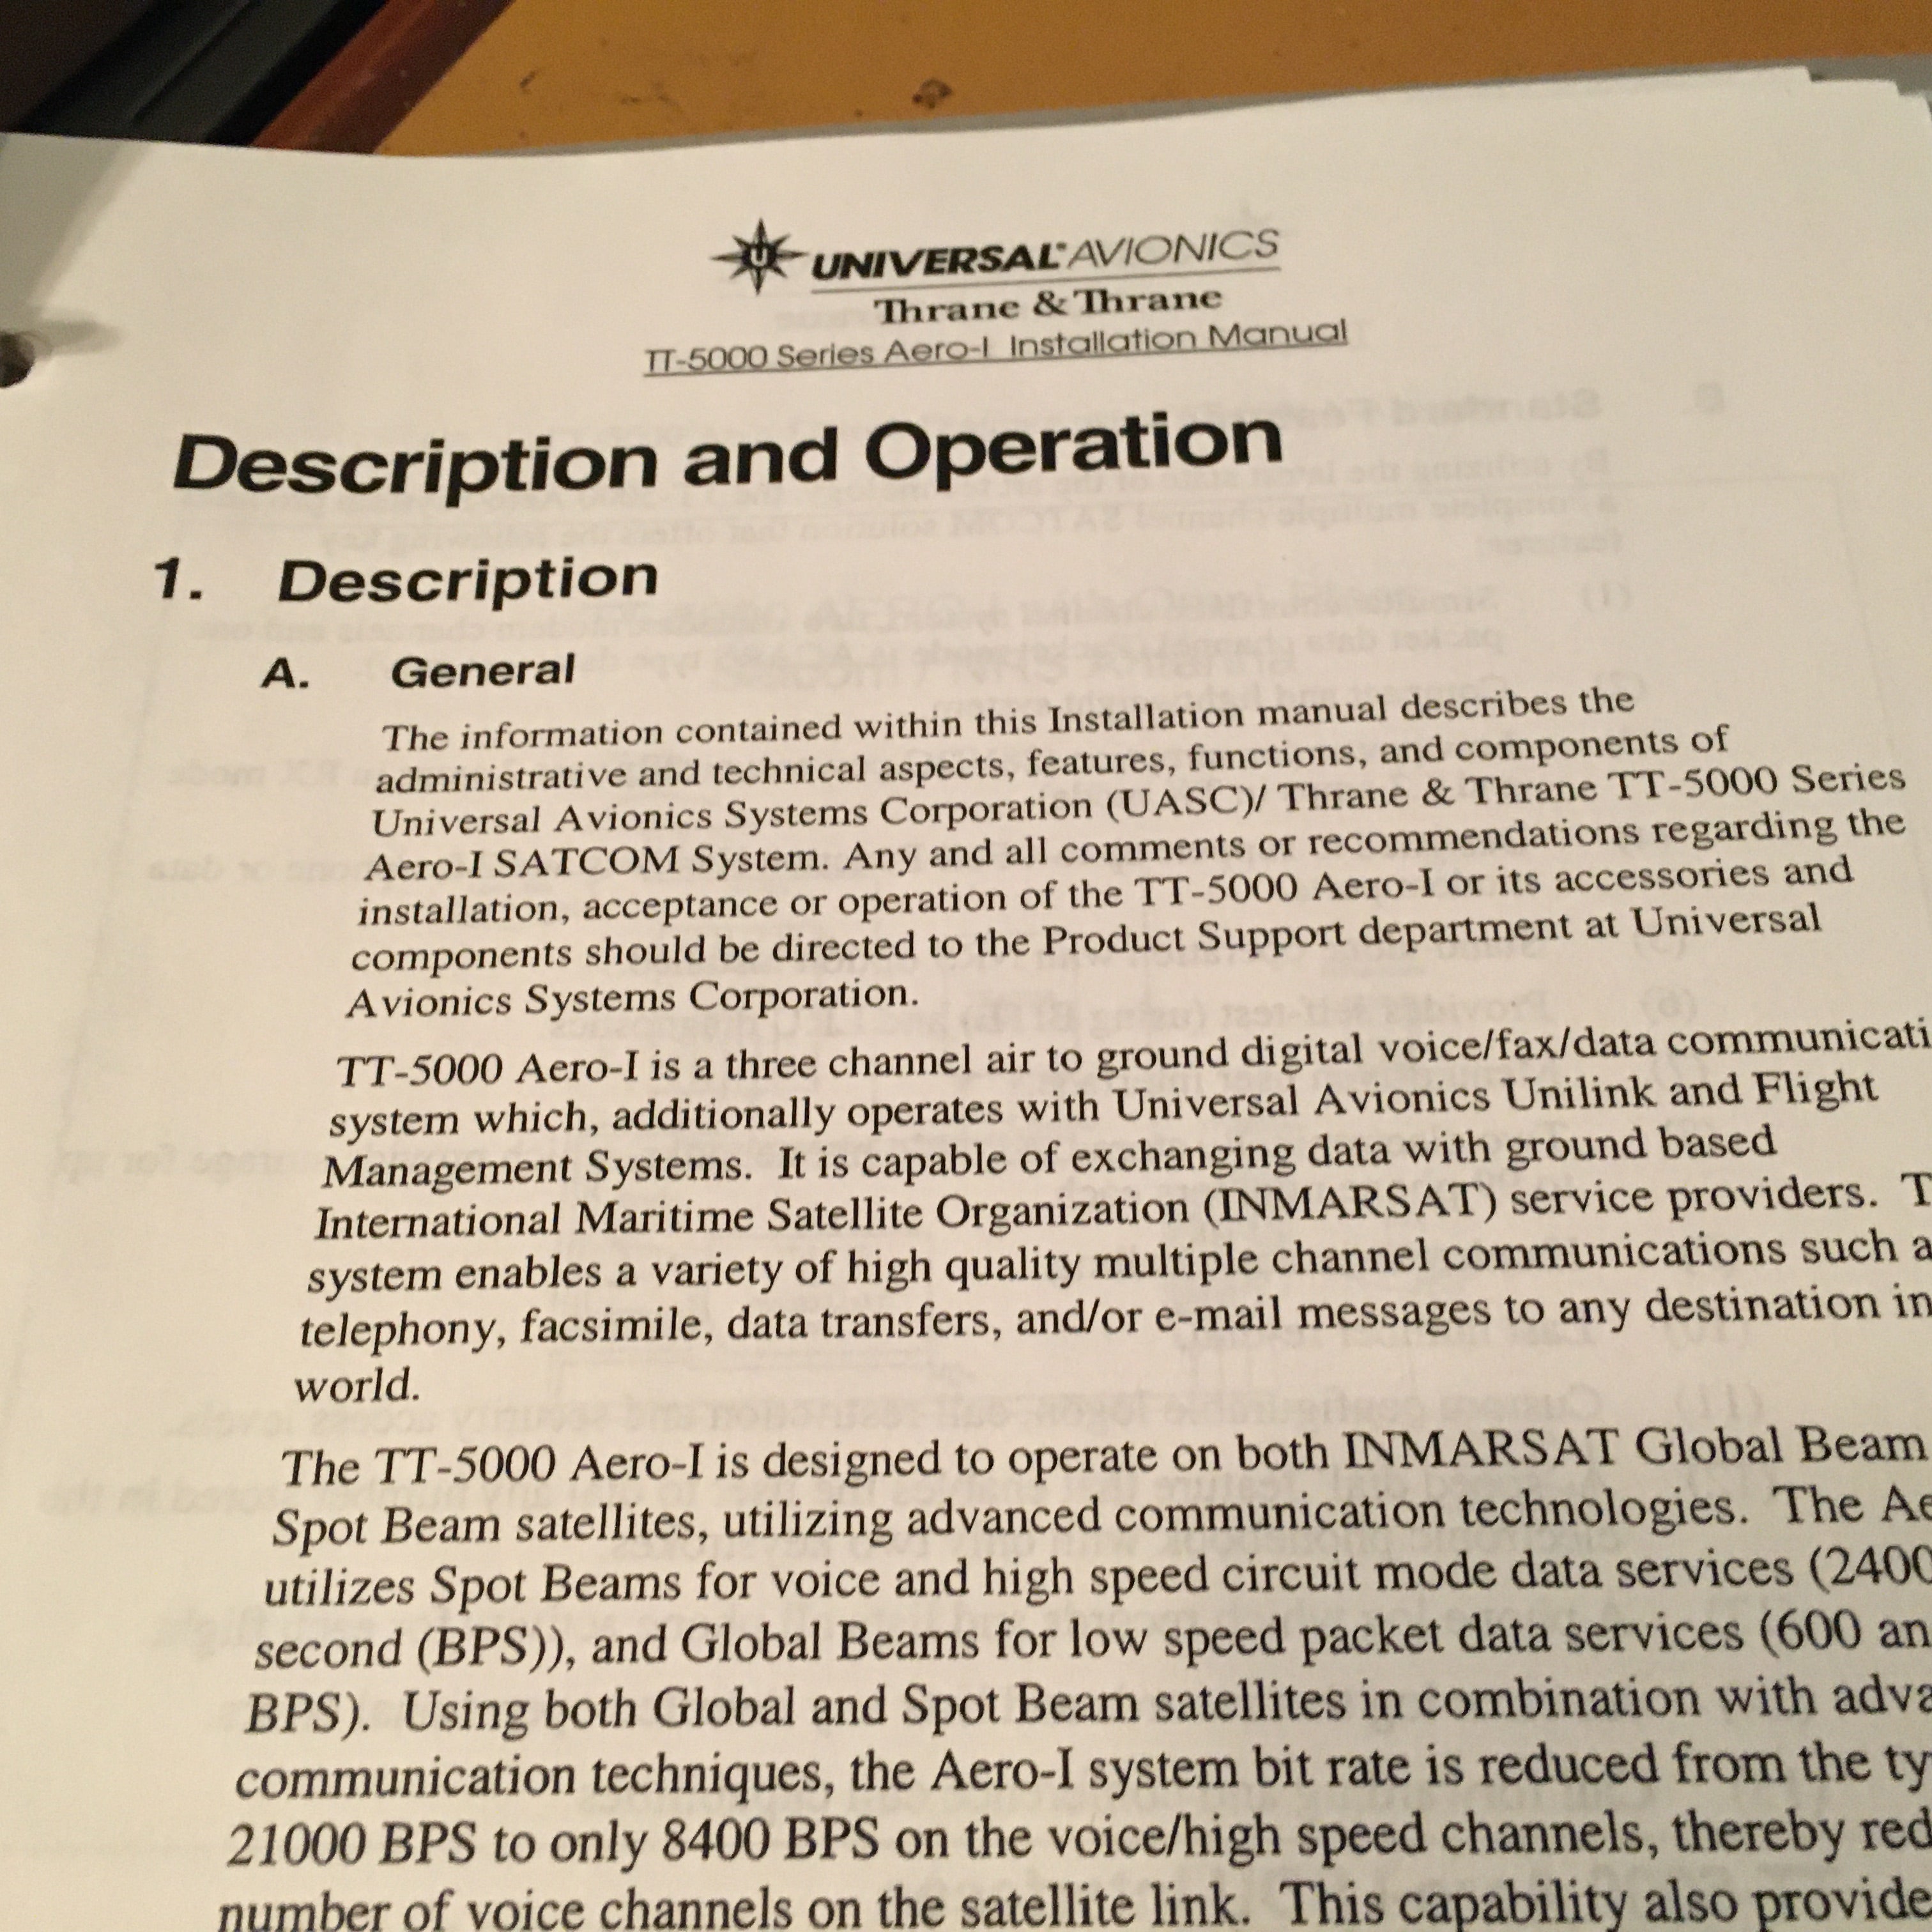 UNIVERSAL® AVIONICS
Thrane & Thrane
TT-5000 Series Aero-I Installation Manual
Description and Operation
1. Description
A. General
The information contained within this Installation manual describes the
administrative and technical aspects, features, functions, and components of
Universal Avionics Systems Corporation (UASC)/ Thrane & Thrane TT-5000 Series
Aero-I SATCOM System. Any and all comments or recommendations regarding the
installation, acceptance or operation of the TT-5000 Aero-I or its accessories and
components should be directed to the Product Support department at Universal
Avionics Systems Corporation.
TT-5000 Aero-I is a three channel air to ground digital voice/fax/data communicati
system which, additionally operates with Universal Avionics Unilink and Flight
Management Systems. It is capable of exchanging data with ground based
International Maritime Satellite Organization (INMARSAT) service providers. T
system enables a variety of high quality multiple channel communications such a
telephony, facsimile, data transfers, and/or e-mail messages to any destination in
world.
The TT-5000 Aero-I is designed to operate on both INMARSAT Global Beam
Spot Beam satellites, utilizing advanced communication technologies. The Ae
utilizes Spot Beams for voice and high speed circuit mode data services (2400
second (BPS)), and Global Beams for low speed packet data services (600 an
BPS). Using both Global and Spot Beam satellites in combination with adva
communication techniques, the Aero-I system bit rate is reduced from the ty
21000 BPS to only 8400 BPS on the voice/high speed channels, thereby red
number of voice channels on the satellite link. This capability also provide